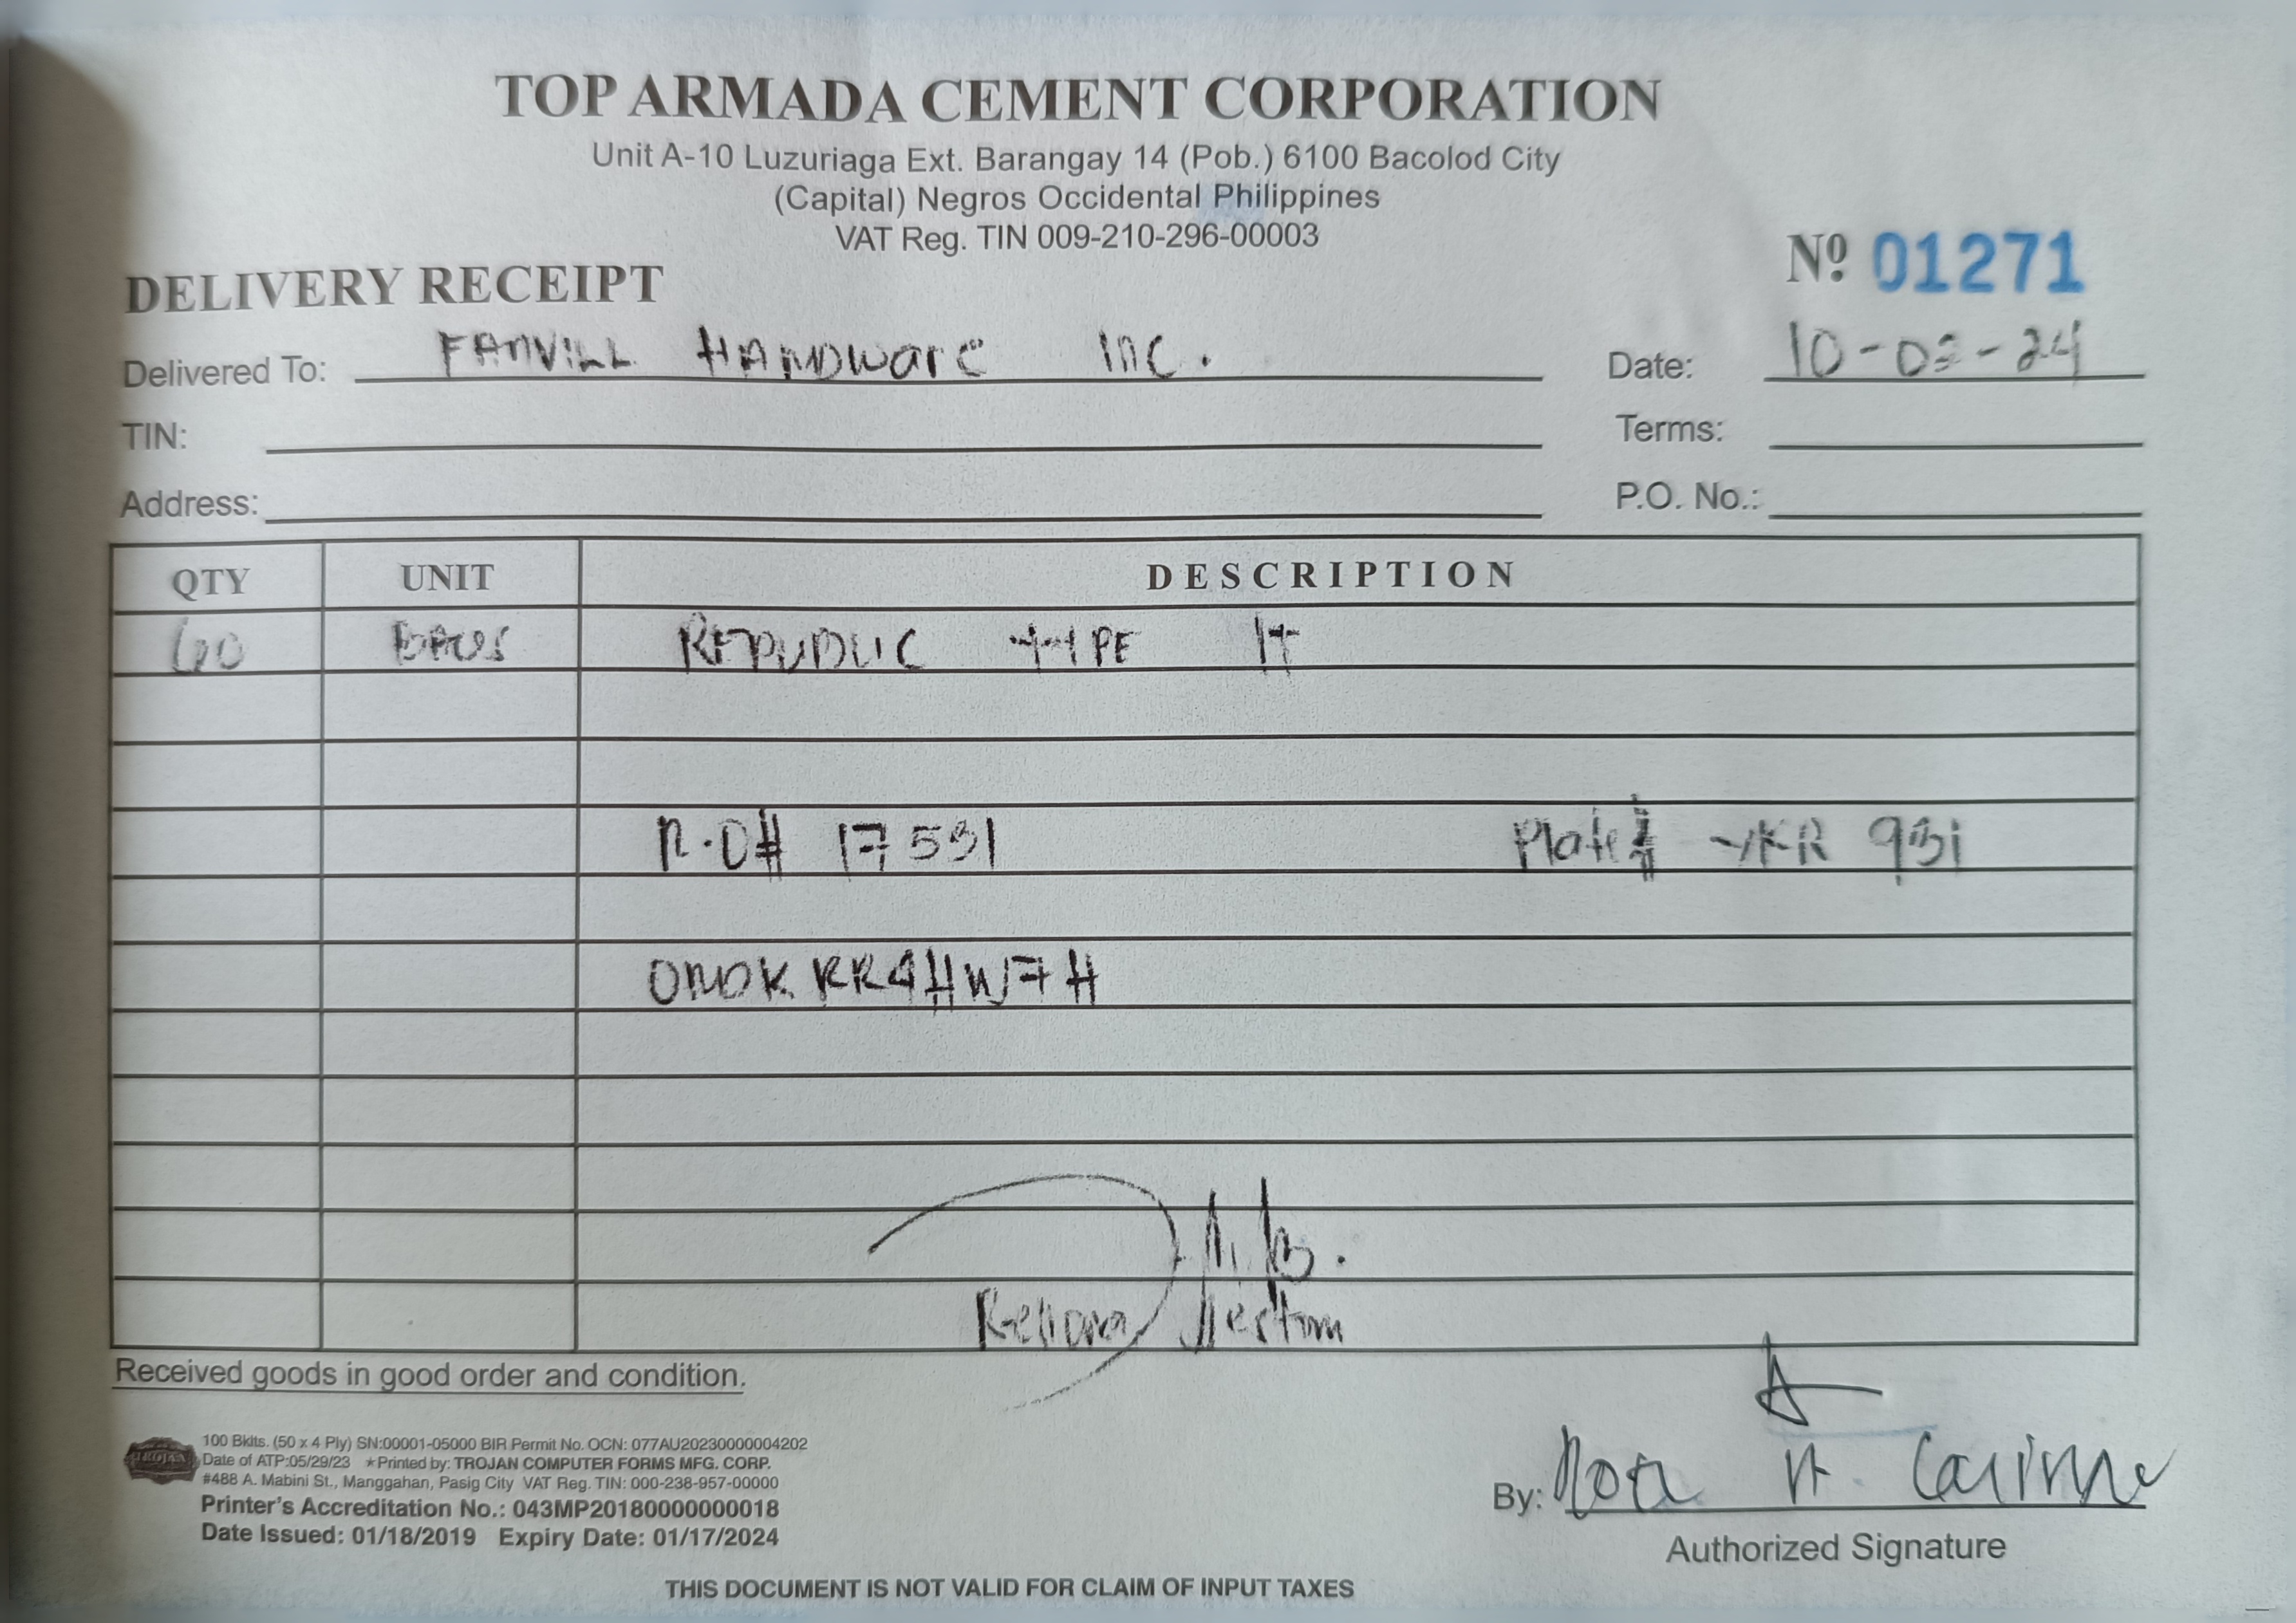 TOP ARMADA CEMENT CORPORATION
Unit A-10 Luzuriaga Ext. Barangay 14 (Pob.) 6100 Bacolod City
(Capital) Negros Occidental Philippines
VAT Reg. TIN 009-210-296-00003
Nº 01271
DELIVERY RECEIPT
Delivered To: FAMVILL HANDWARE INC.
Date: 10-02-24
TIN:
Terms:
Address:
P.O. No.:
QTY UNIT DESCRIPTION
60 BAGS REPUBLIC TYPE 1T
R.O# 17531 Plate# YKR 931
Received goods in good order and condition.
TROJAN
100 Bklts. (50 x 4 Ply) SN:00001-05000 BIR Permit No. OCN: 077AU20230000004202
Date of ATP:05/29/23 ★Printed by: TROJAN COMPUTER FORMS MFG. CORP.
#488 A. Mabini St., Manggahan, Pasig City VAT Reg. TIN: 000-238-957-00000
Printer's Accreditation No.: 043MP20180000000018
Date Issued: 01/18/2019 Expiry Date: 01/17/2024
By:
Authorized Signature
THIS DOCUMENT IS NOT VALID FOR CLAIM OF INPUT TAXES